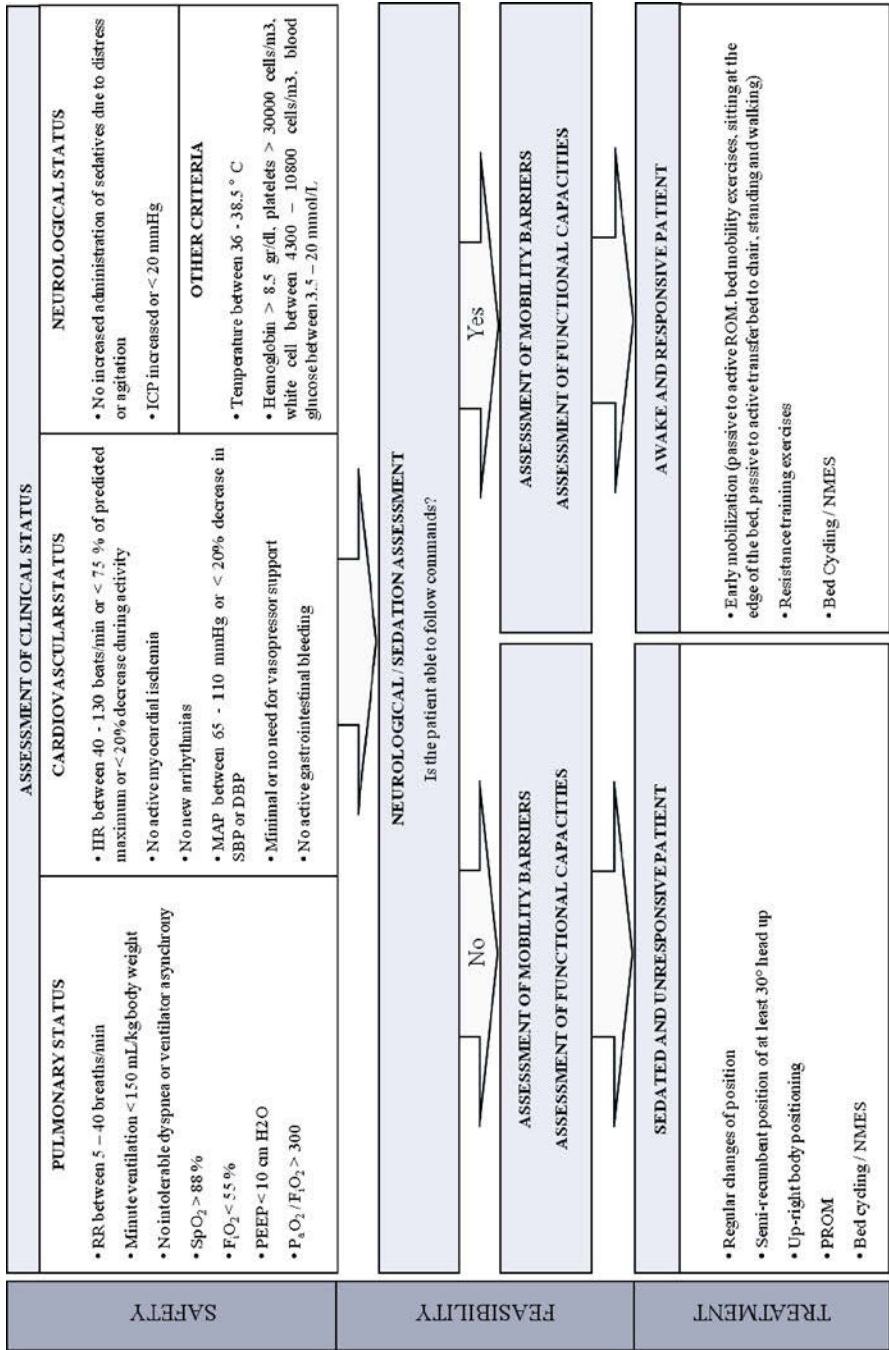 ASSESSMENT OF CLINICAL STATUS
SAFETY
PULMONARY STATUS
• RR between 5 – 40 breaths/min
• Minute ventilation < 150 mL/kg body weight
• No intolerable dyspnea or ventilator asynchrony
• SpO₂ > 88 %
• FᵢO₂ < 55 %
• PEEP < 10 cm H2O
• PₐO₂ / FᵢO₂ > 300
CARDIOVASCULAR STATUS
• HR between 40 - 130 beats/min or < 75 % of predicted
maximum or < 20% decrease during activity
• No active myocardial ischemia
• No new arrhythmias
• MAP between 65 - 110 mmHg or < 20% decrease in
SBP or DBP
• Minimal or no need for vasopressor support
• No active gastrointestinal bleeding
NEUROLOGICAL STATUS
• No increased administration of sedatives due to distress
or agitation
• ICP increased or < 20 mmHg
OTHER CRITERIA
• Temperature between 36 - 38.5 ° C
• Hemoglobin > 8.5 gr/dl, platelets > 30000 cells/m3,
white cell between 4300 – 10800 cells/m3, blood
glucose between 3.5 – 20 mmol/L
FEASIBILITY
NEUROLOGICAL / SEDATION ASSESSMENT
Is the patient able to follow commands?
No
Yes
ASSESSMENT OF MOBILITY BARRIERS
ASSESSMENT OF FUNCTIONAL CAPACITIES
ASSESSMENT OF MOBILITY BARRIERS
ASSESSMENT OF FUNCTIONAL CAPACITIES
TREATMENT
SEDATED AND UNRESPONSIVE PATIENT
• Regular changes of position
• Semi-recumbent position of at least 30° head up
• Up-right body positioning
• PROM
• Bed cycling / NMES
AWAKE AND RESPONSIVE PATIENT
• Early mobilization (passive to active ROM, bed mobility exercises, sitting at the
edge of the bed, passive to active transfer bed to chair, standing and walking)
• Resistance training exercises
• Bed Cycling / NMES